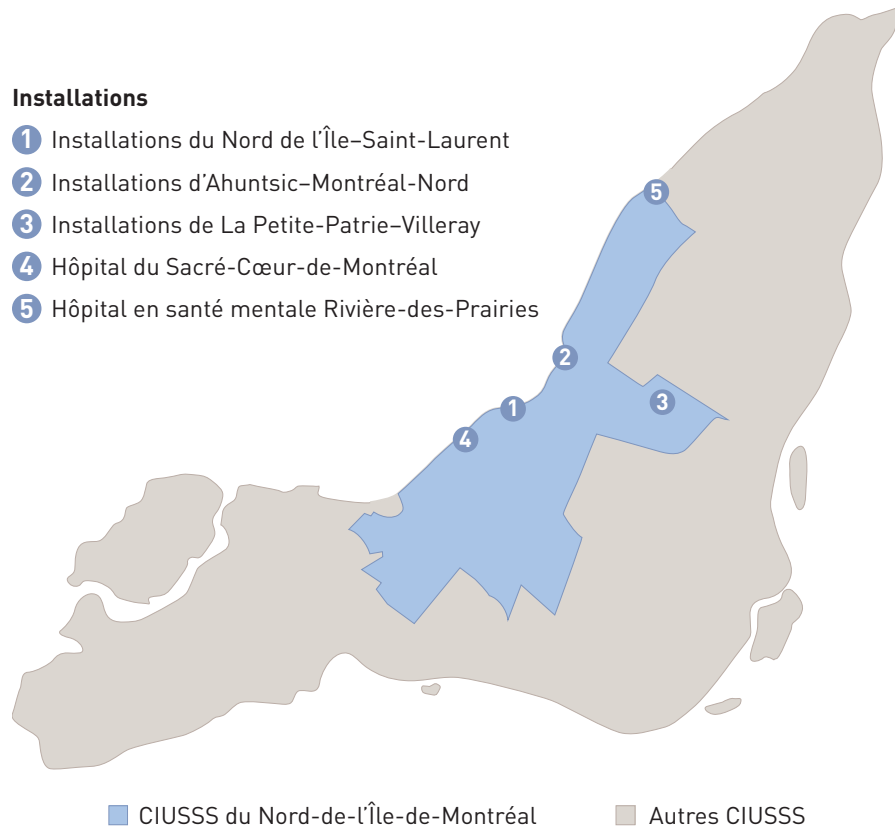 Installations
1 Installations du Nord de l'Île–Saint-Laurent
2 Installations d'Ahuntsic–Montréal-Nord
3 Installations de La Petite-Patrie–Villeray
4 Hôpital du Sacré-Cœur-de-Montréal
5 Hôpital en santé mentale Rivière-des-Prairies
5
2
3
1
4
CIUSSS du Nord-de-l'Île-de-Montréal
Autres CIUSSS